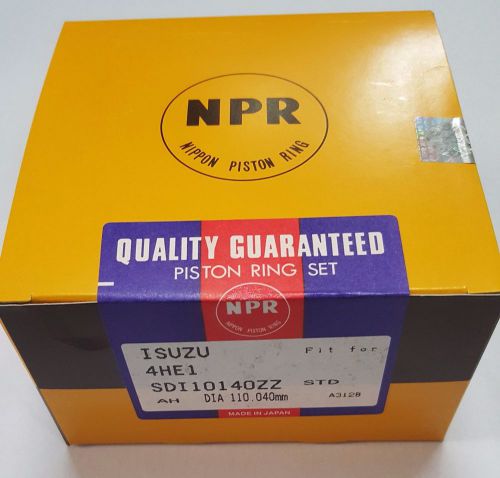 NPR
NIPPON PISTON RING
QUALITY GUARANTEED
PISTON RING SET
NPR
NIPPON PISTON RING
ISUZU Fit for
4HE1
SDI10140ZZ STD
AH DIA 110.040mm A312B
MADE IN JAPAN